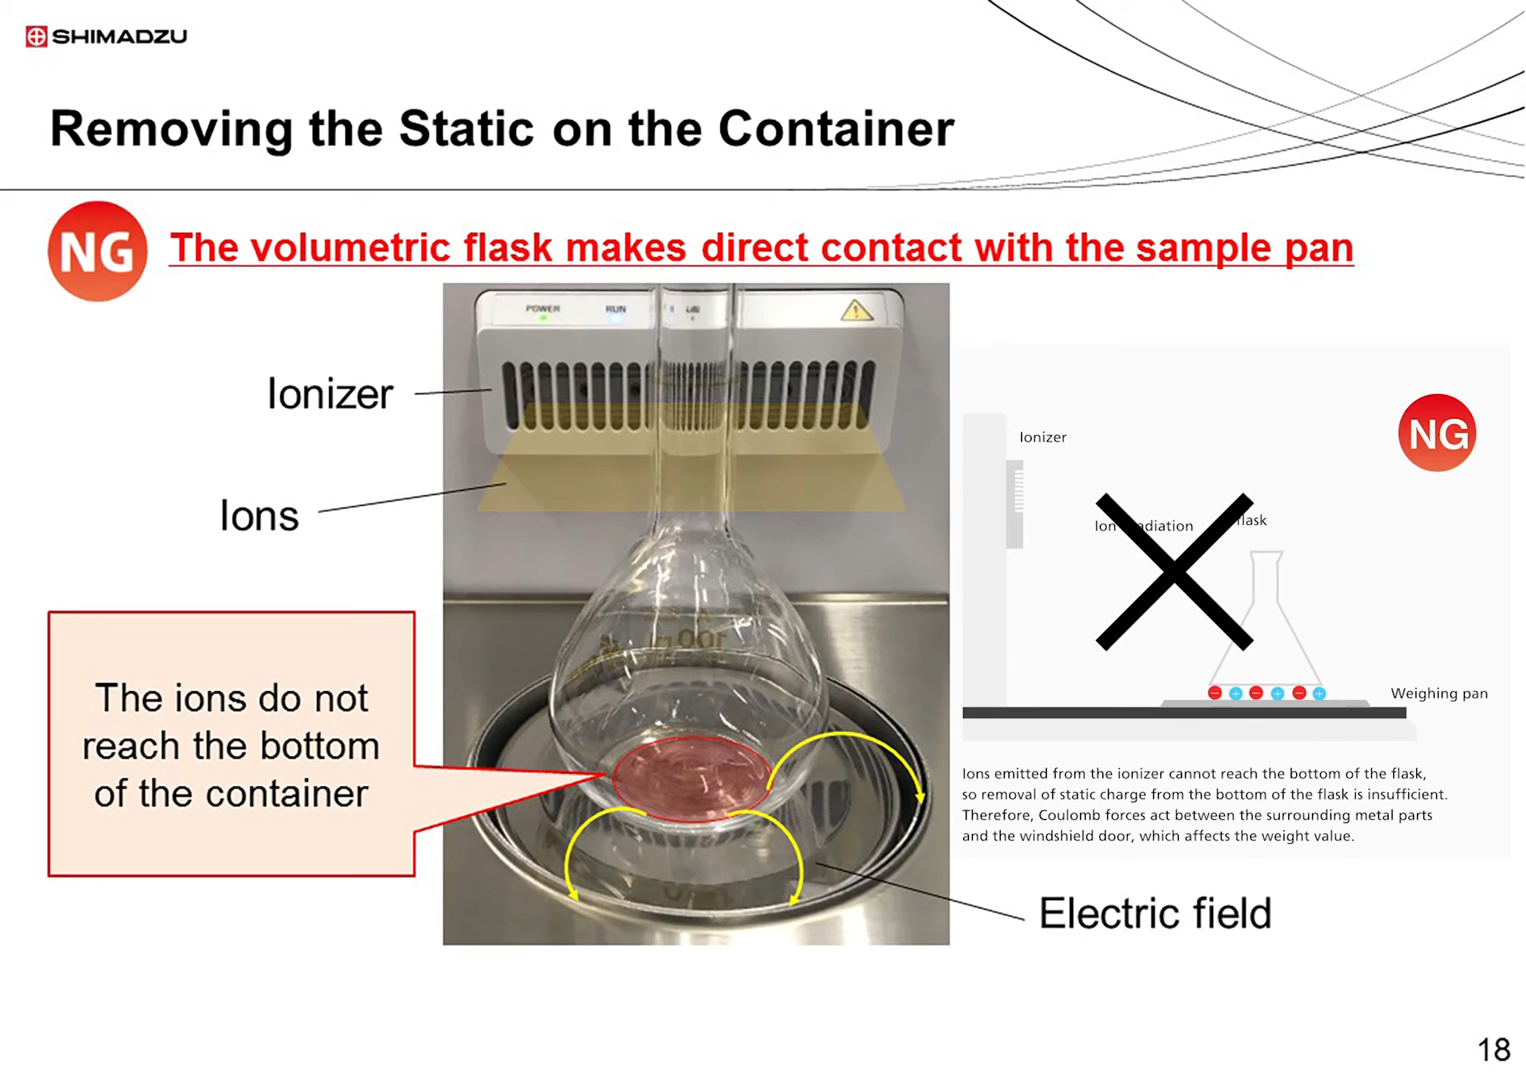 SHIMADZU
Removing the Static on the Container
NG
The volumetric flask makes direct contact with the sample pan
POWER
RUN
Ionizer
Ions
100 ml
The ions do not
reach the bottom
of the container
Electric field
NG
Ionizer
Ion
adiation
flask
Weighing pan
Ions emitted from the ionizer cannot reach the bottom of the flask,
so removal of static charge from the bottom of the flask is insufficient.
Therefore, Coulomb forces act between the surrounding metal parts
and the windshield door, which affects the weight value.
18